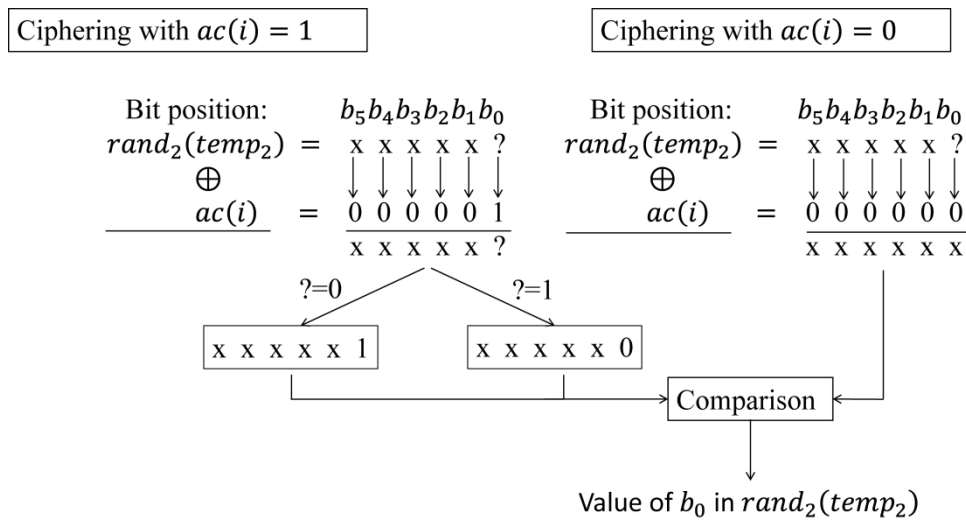 Ciphering with ac(i) = 1
Ciphering with ac(i) = 0
Bit position: b₅b₄b₃b₂b₁b₀
rand₂(temp₂) = x x x x x ?
⊕
ac(i) = 0 0 0 0 0 1
x x x x x ?
Bit position: b₅b₄b₃b₂b₁b₀
rand₂(temp₂) = x x x x x ?
⊕
ac(i) = 0 0 0 0 0 0
x x x x x x
?=0
?=1
x x x x x 1
x x x x x 0
Comparison
Value of b₀ in rand₂(temp₂)